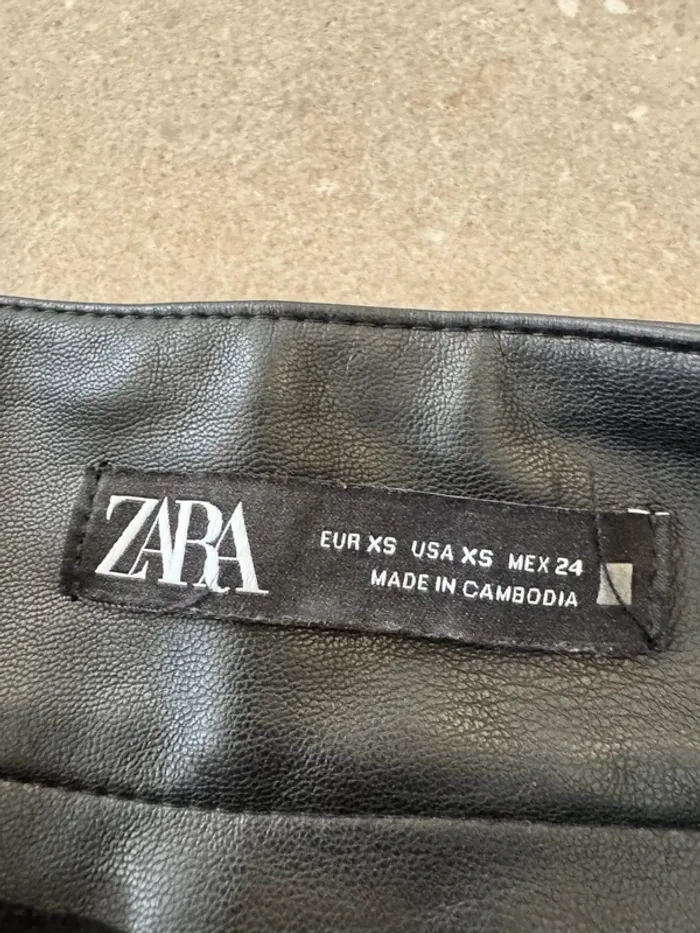 ZARA
EUR XS USA XS MEX 24
MADE IN CAMBODIA